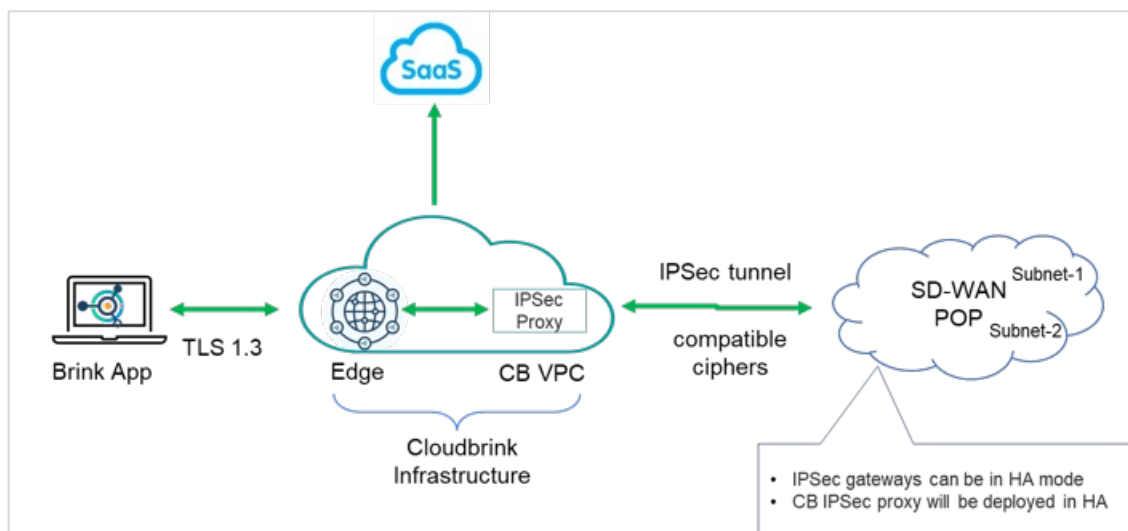 SaaS
IPSec tunnel
Subnet-1
SD-WAN
POP
Subnet-2
IPSec
Proxy
TLS 1.3
compatible
ciphers
Brink App
Edge
CB VPC
Cloudbrink
Infrastructure
• IPSec gateways can be in HA mode
• CB IPSec proxy will be deployed in HA